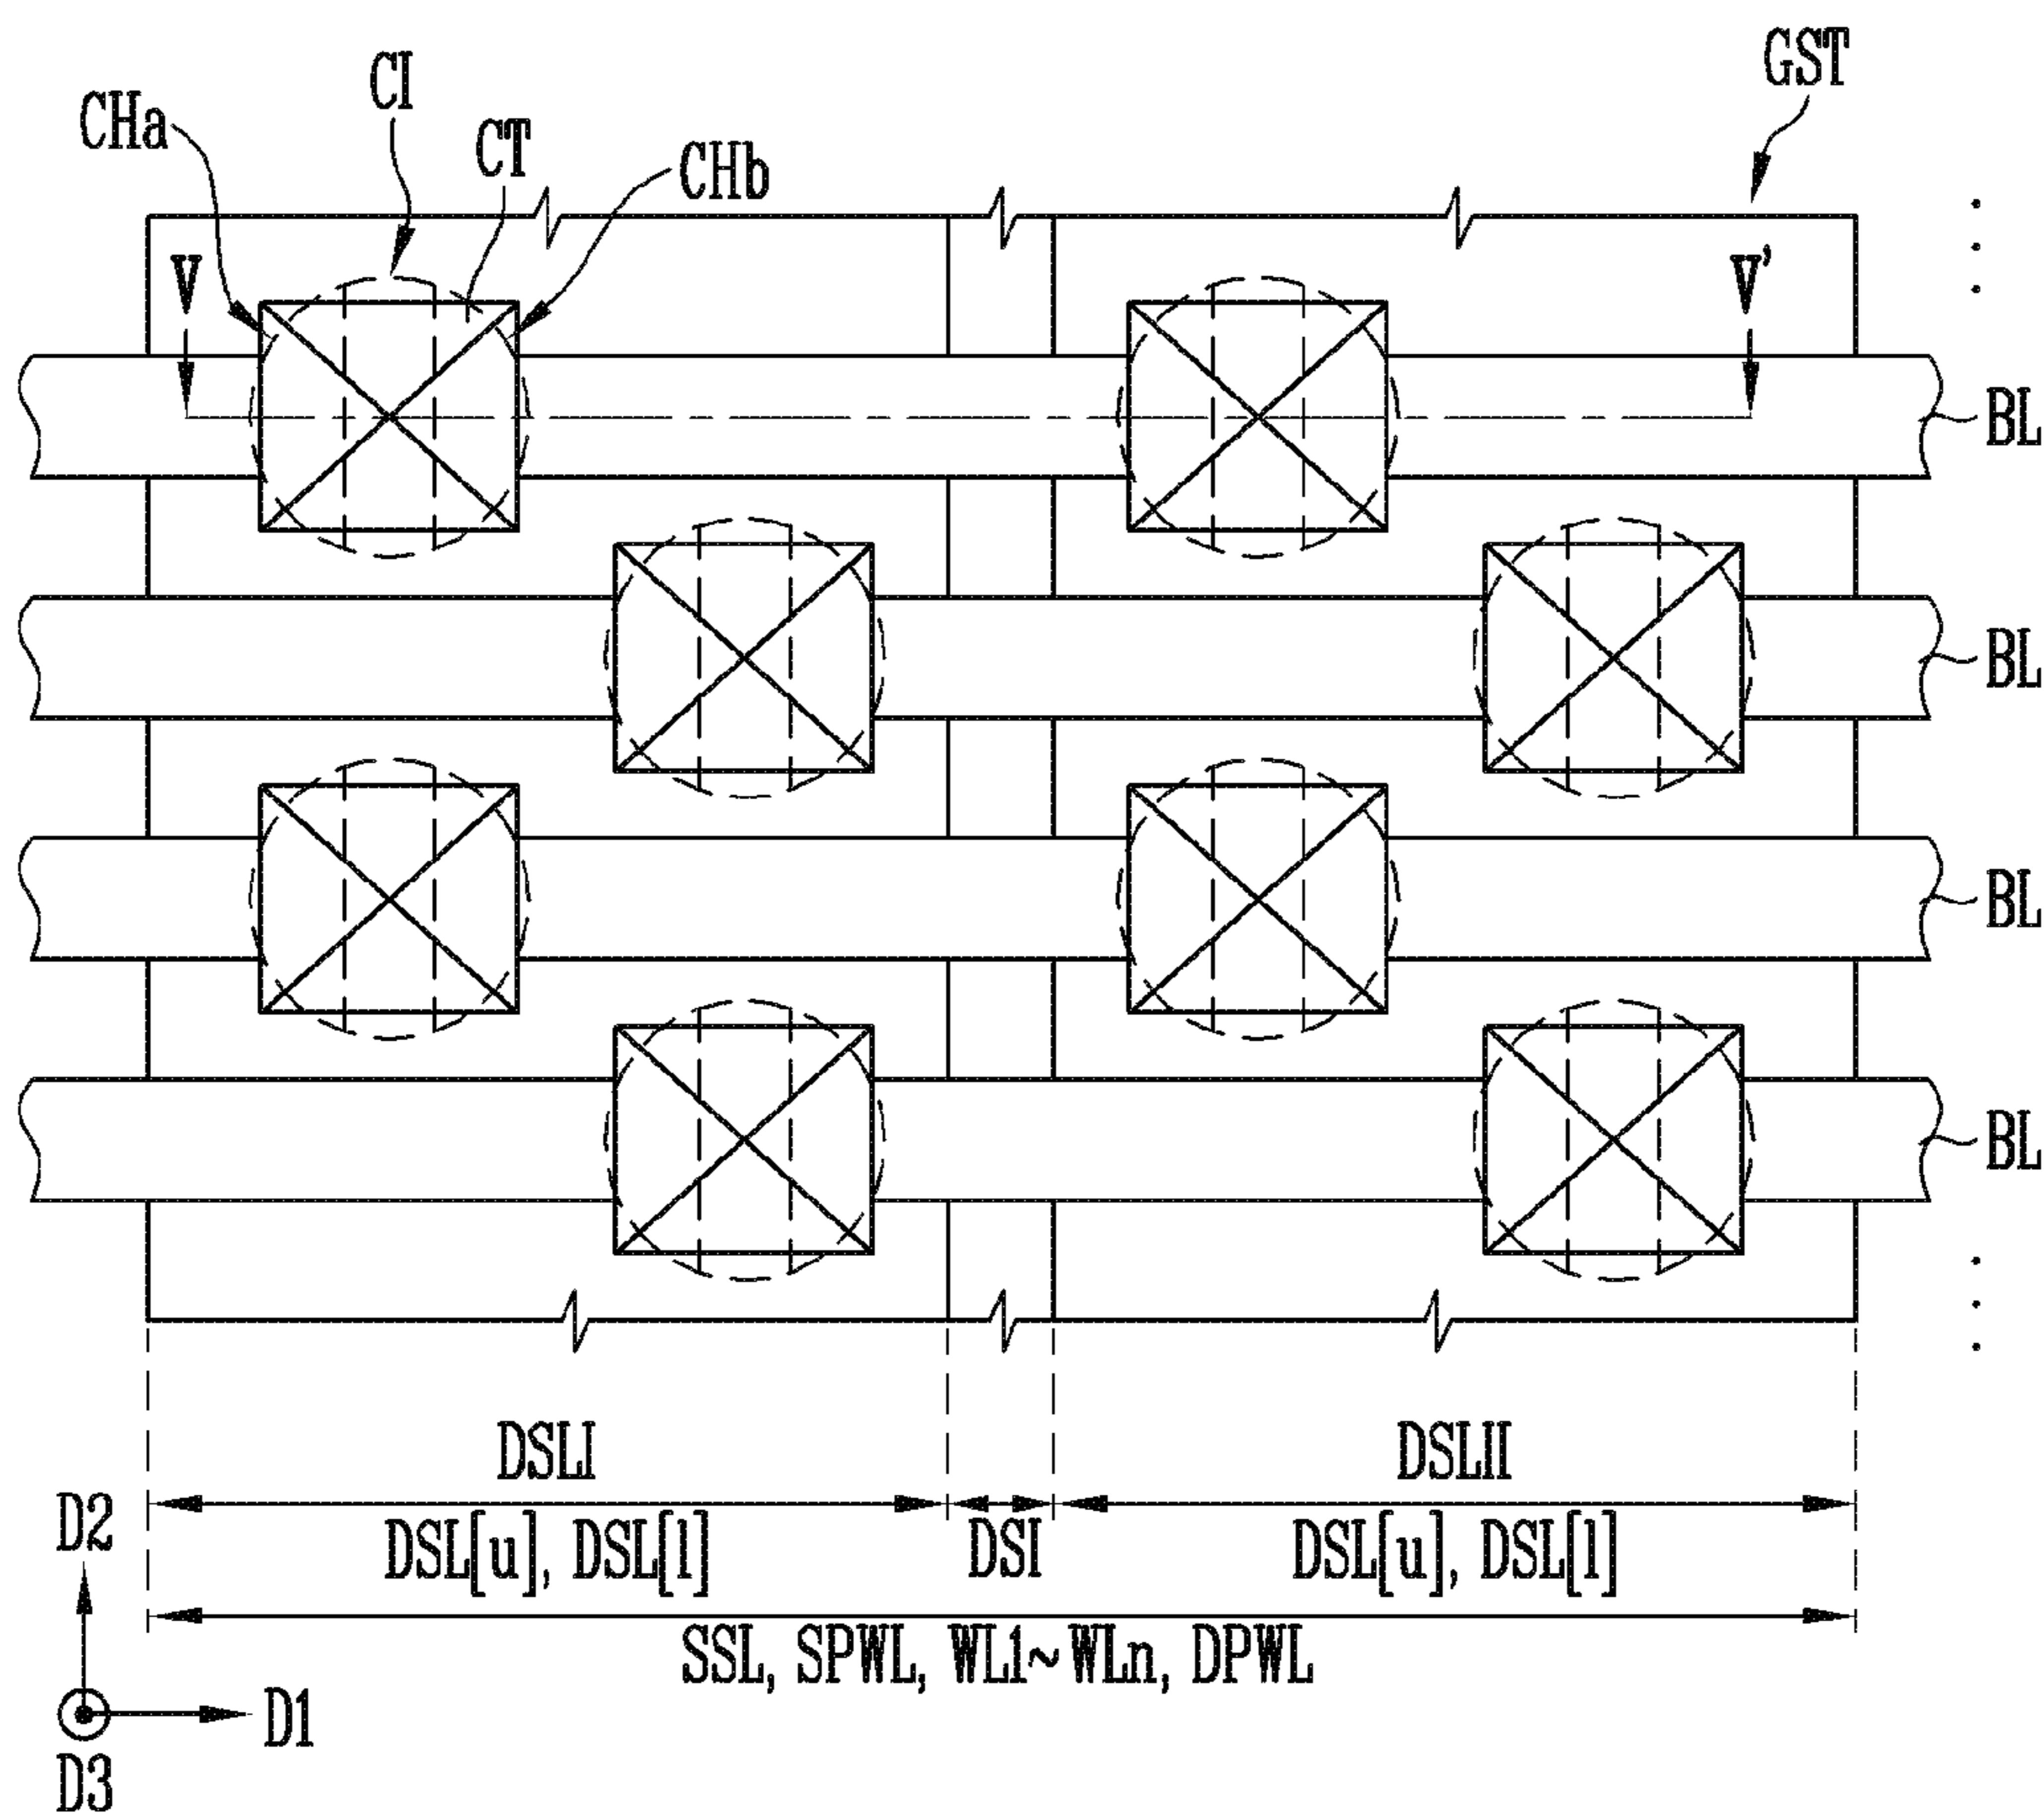 GST
CI
CHa
CT
CHb
V
V'
BL
BL
BL
BL
DSLI
DSLII
DSL[u], DSL[l]
DSI
DSL[u], DSL[l]
SSL, SPWL, WL1~WLn, DPWL
D2
D1
D3